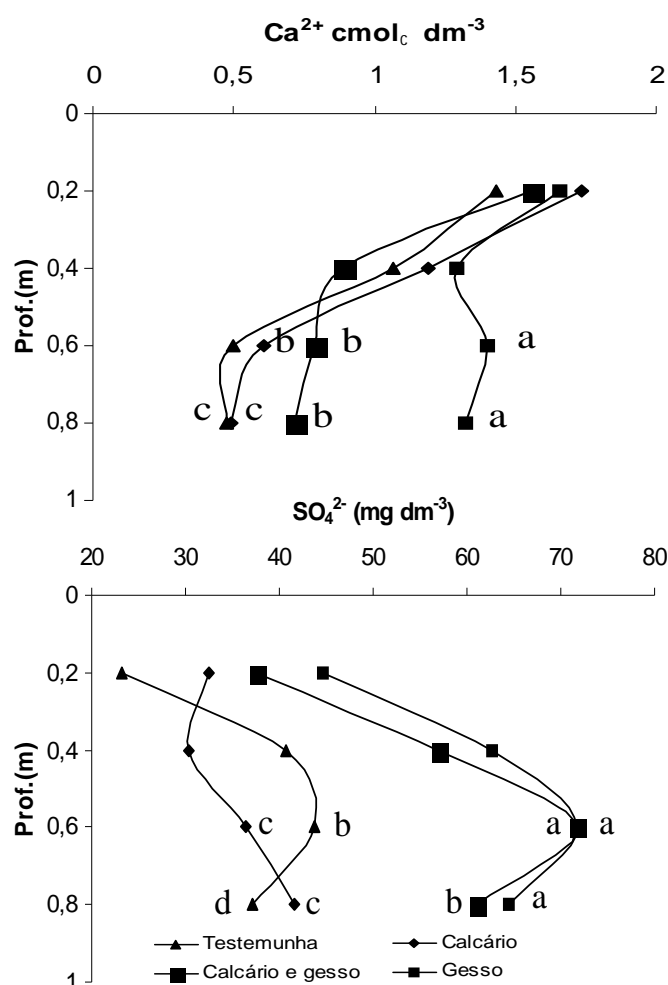 Ca²⁺ cmol꜀ dm⁻³
0 0,5 1 1,5 2
0
0,2
0,4
b b a
0,6
c c b a
0,8
1
Prof.(m)
SO₄²⁻ (mg dm⁻³)
20 30 40 50 60 70 80
0
0,2
0,4
c b a a
0,6
d c b a
0,8
Prof.(m)
Testemunha Calcário
Calcário e gesso Gesso
1